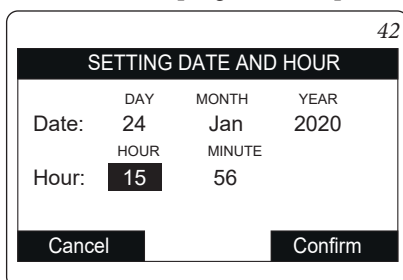 42
SETTING DATE AND HOUR
DAY MONTH YEAR
Date: 24 Jan 2020
HOUR MINUTE
Hour: 15 56
Cancel Confirm